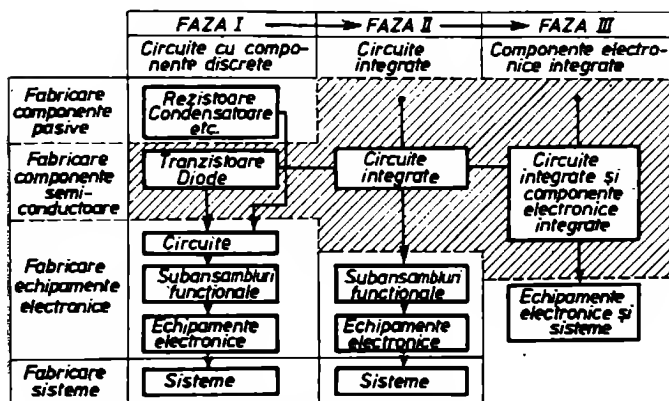 FAZA I
FAZA II
FAZA III
Circuite cu compo-
nente discrete
Circuite
integrate
Componente electro-
nice integrate
Fabricare
componente
pasive
Rezistoare
Condensatoare
etc.
Fabricare
componente
semi-
conductoare
Tranzistoare
Diode
Circuite
integrate
Circuite
integrate și
componente
electronice
integrate
Fabricare
echipamente
electronice
Circuite
Subansambluri
functionale
Echipamente
electronice
Subansambluri
functionale
Echipamente
electronice
Echipamente
electronice și
sisteme
Fabricare
sisteme
Sisteme
Sisteme